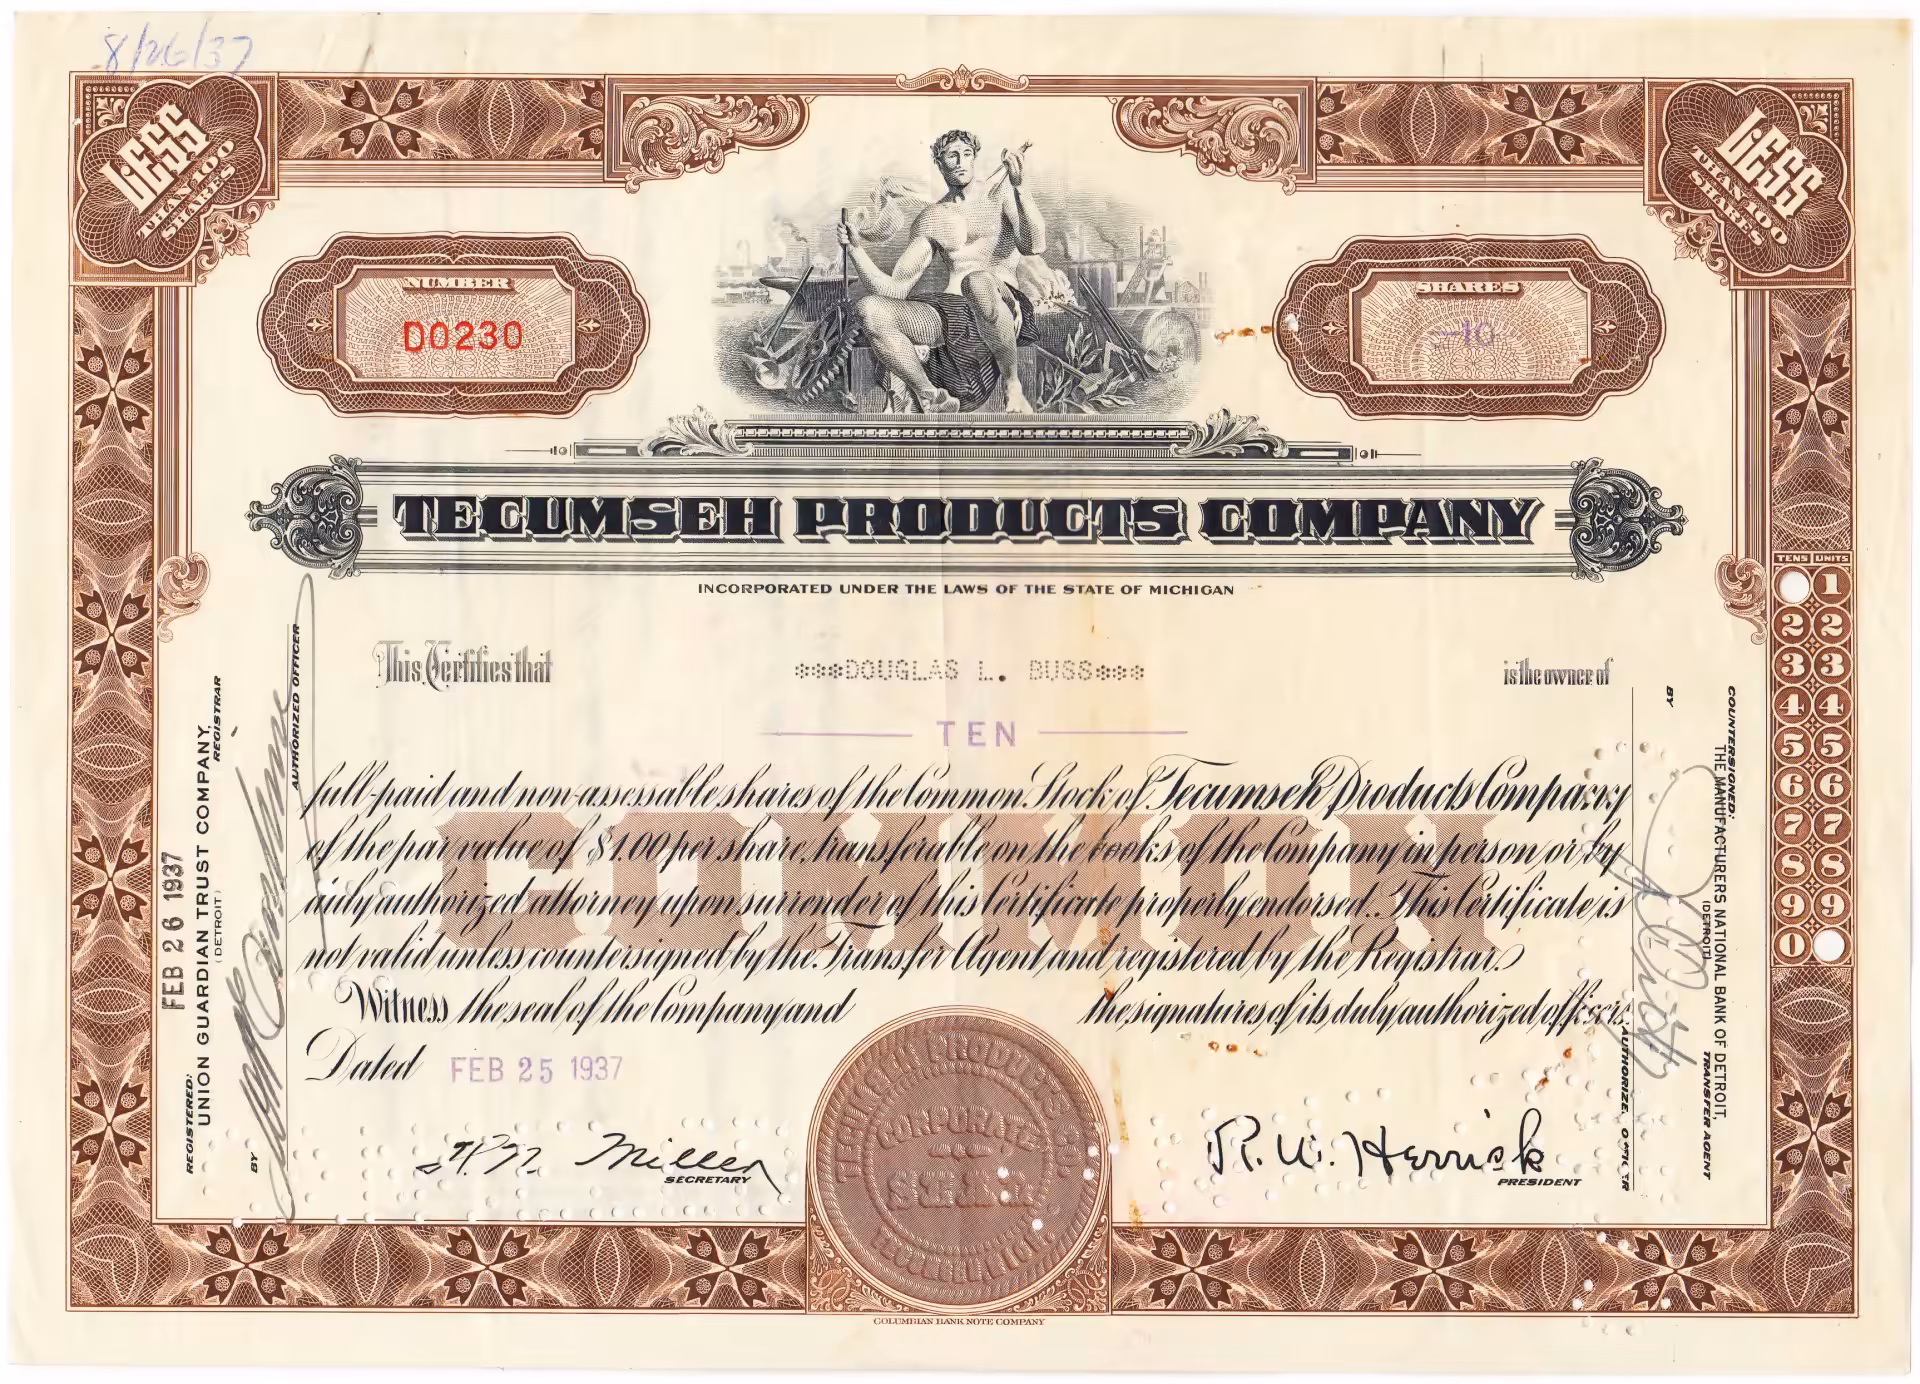 8/26/37
LESS
THAN 100
SHARES
LESS
THAN 100
SHARES
NUMBER
D0230
SHARES
—10
TECUMSEH PRODUCTS COMPANY
INCORPORATED UNDER THE LAWS OF THE STATE OF MICHIGAN
This Certifies that ***DOUGLAS L. BUSS*** is the owner of
TEN
full-paid and non-assessable shares of the Common Stock of Tecumseh Products Company
of the par value of $1.00 per share, transferable on the books of the Company in person or by
duly authorized attorney upon surrender of this Certificate properly endorsed. This Certificate is
not valid unless countersigned by the Transfer Agent and registered by the Registrar.
COMMON
Witness the seal of the Company and the signatures of its duly authorized officers.
Dated FEB 25 1937
H. M. Miller
SECRETARY
R. W. Herrick
PRESIDENT
TECUMSEH PRODUCTS CO.
CORPORATE
SEAL
TECUMSEH, MICH.
COLUMBIAN BANK NOTE COMPANY
REGISTERED:
UNION GUARDIAN TRUST COMPANY,
(DETROIT)
REGISTRAR
FEB 26 1937
BY
AUTHORIZED OFFICER
COUNTERSIGNED:
THE MANUFACTURERS NATIONAL BANK OF DETROIT,
(DETROIT)
TRANSFER AGENT
BY
AUTHORIZED OFFICER
TENS UNITS
1
2 2
3 3
4 4
5 5
6 6
7 7
8 8
9 9
0